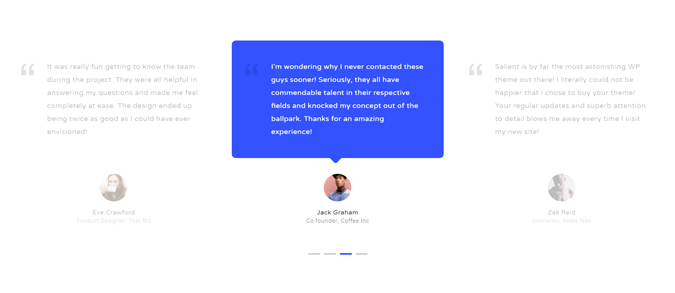 It was really fun getting to know the team
during the project. They were all helpful in
answering my questions and made me feel
completely at ease. The design ended up
being twice as good as I could have ever
envisioned!
Eve Crawford
Product Designer, That Biz
I'm wondering why I never contacted these
guys sooner! Seriously, they all have
commendable talent in their respective
fields and knocked my concept out of the
ballpark. Thanks for an amazing
experience!
Jack Graham
Co founder, Coffee Inc
Salient is by far the most astonishing WP
theme out there! I literally could not be
happier that I chose to buy your theme!
Your regular updates and superb attention
to detail blows me away every time I visit
my new site!
Zak Reid